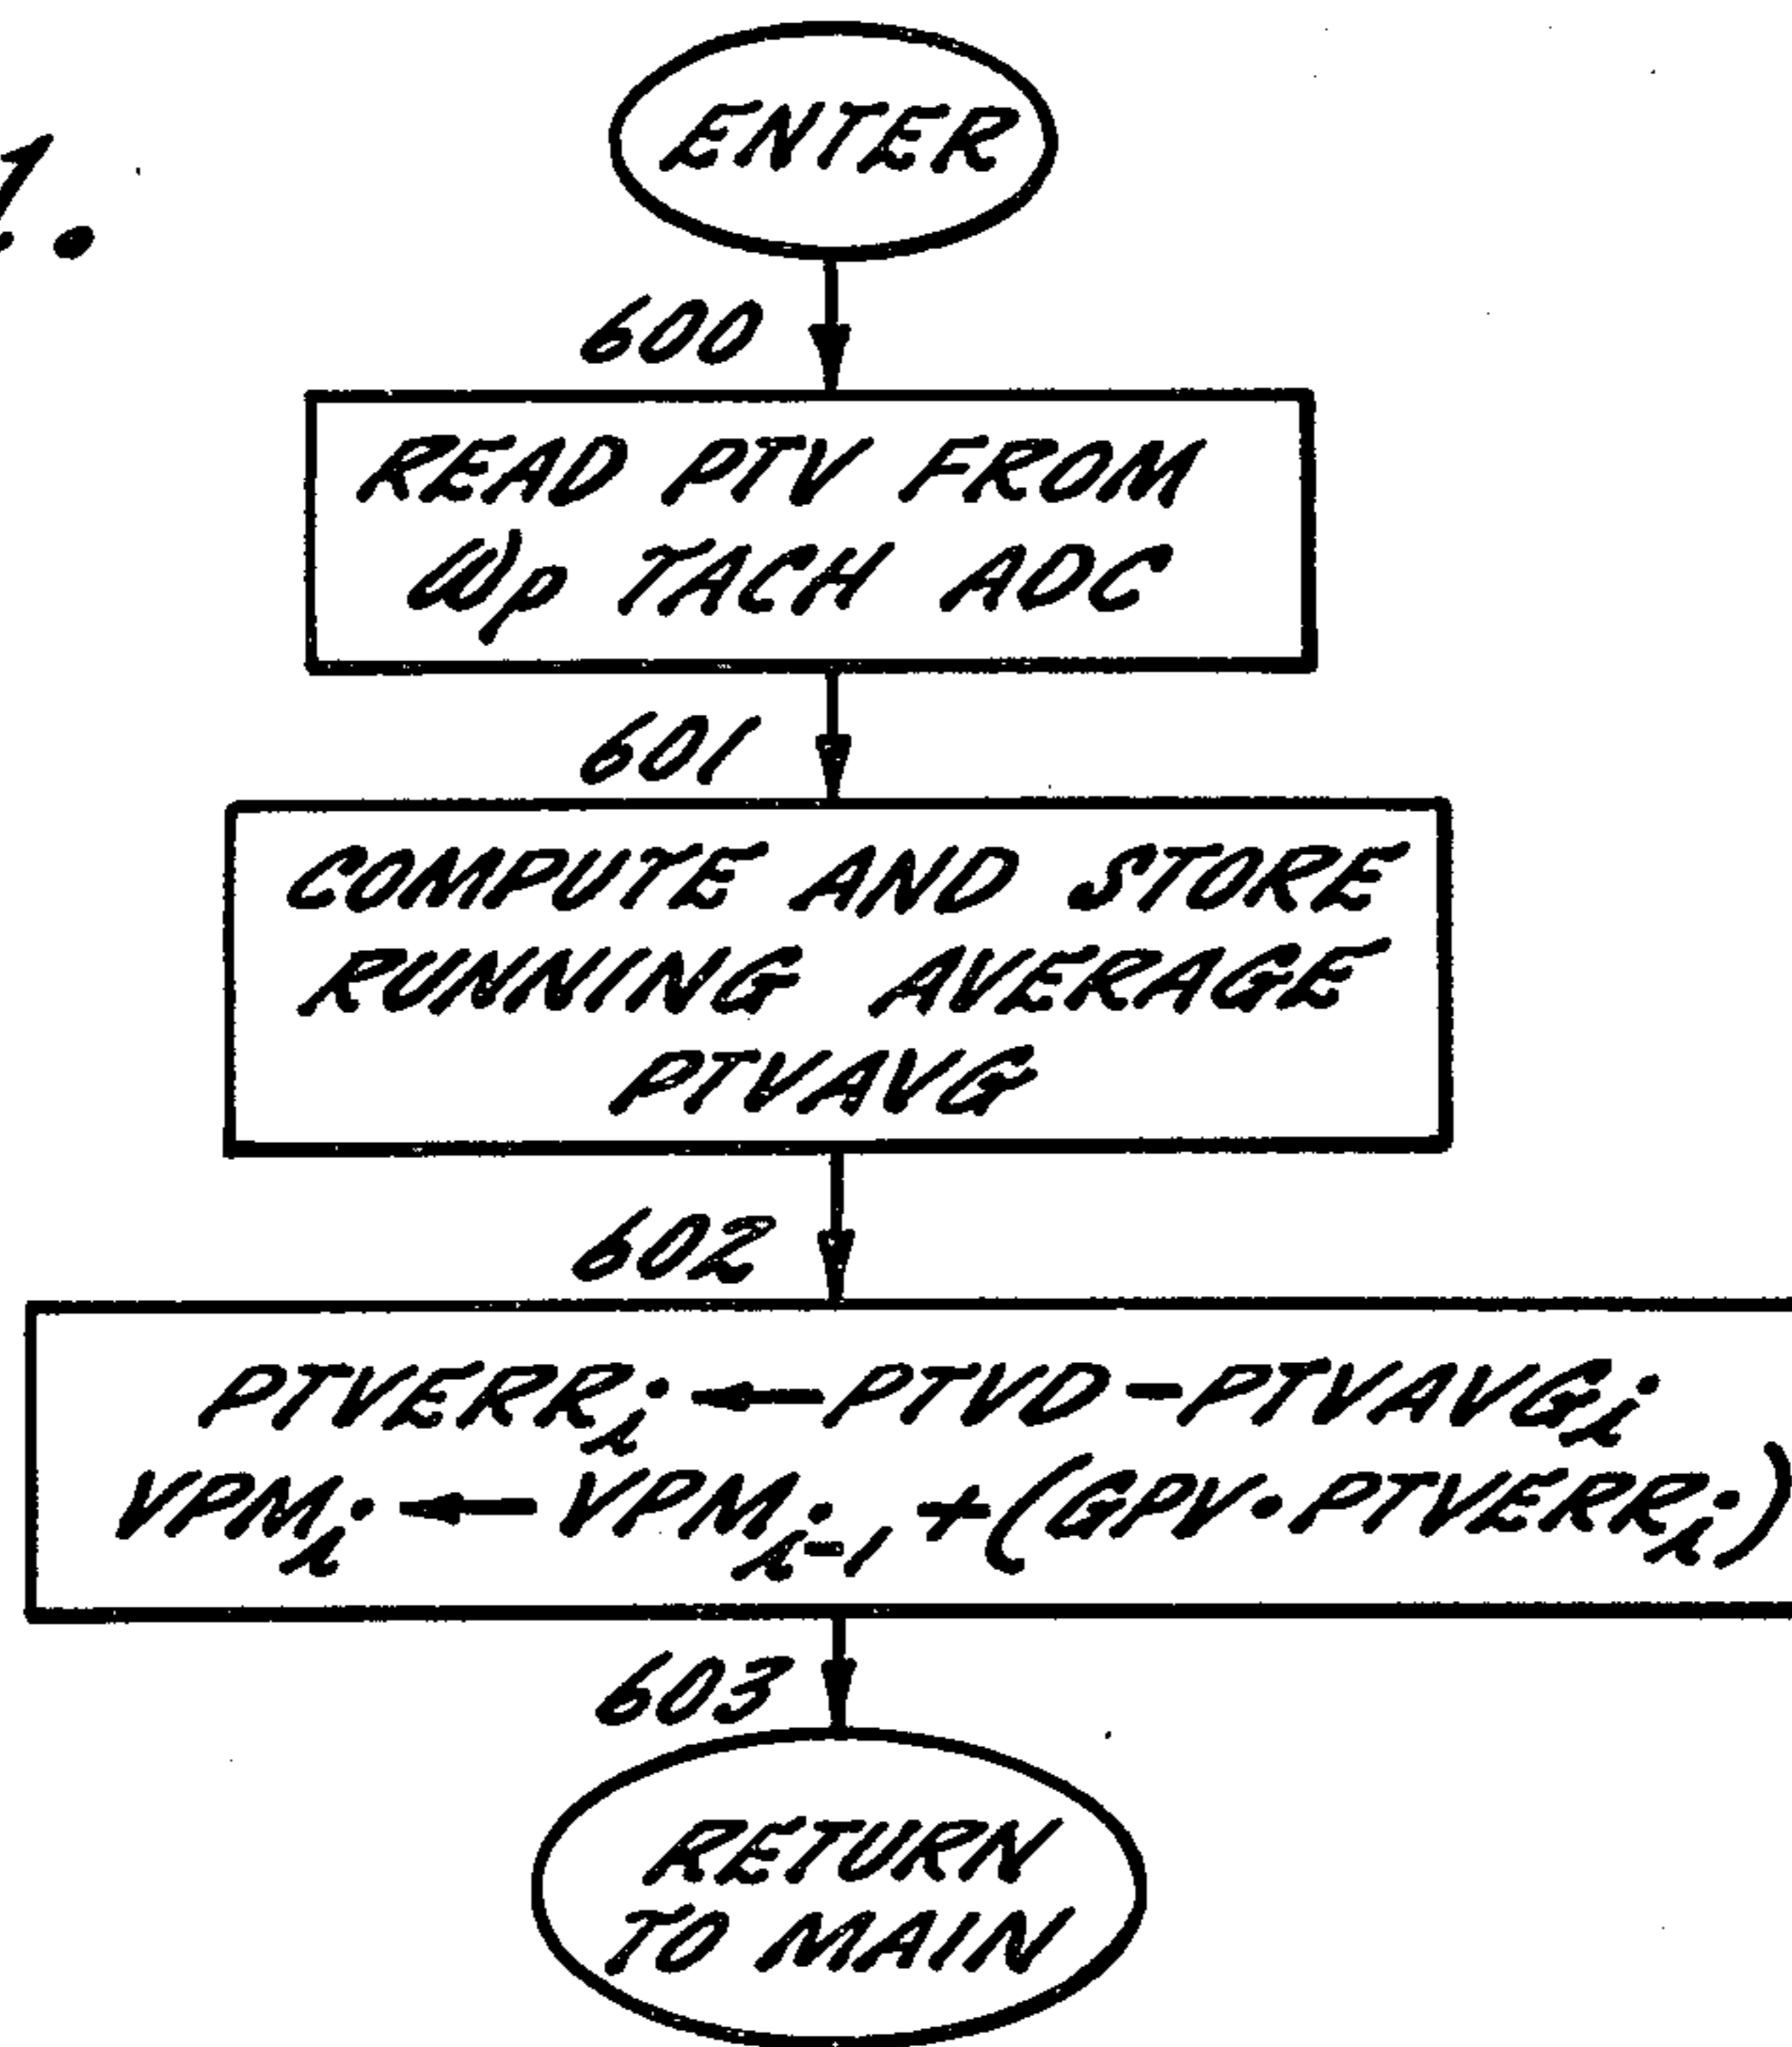 ENTER
600
READ PTV FROM
ωp TACH ADC
601
COMPUTE AND STORE
RUNNING AVERAGE
PTVAVG
602
PTVERRi ← PTVD - PTVAVGi
VPMi ← VPMi-1 + (GPV · PTVERRi)
603
RETURN
TO MAIN